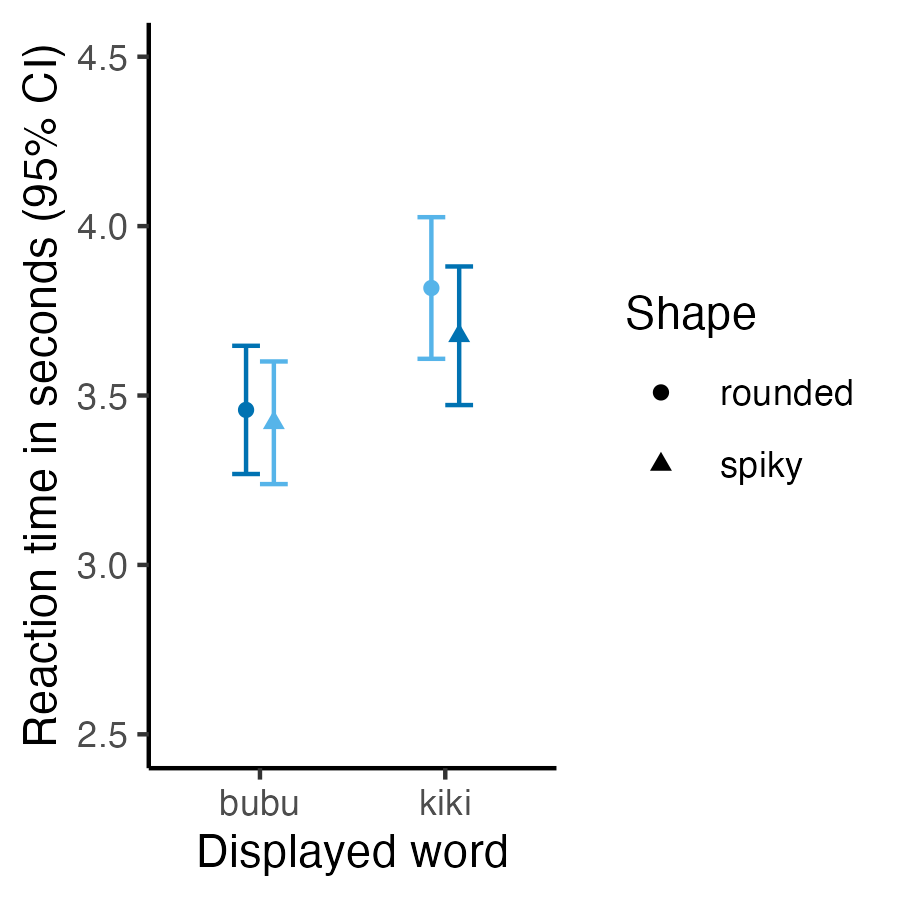 Reaction time in seconds (95% CI)
4.5
4.0
3.5
3.0
2.5
bubu kiki
Displayed word
Shape
rounded
spiky